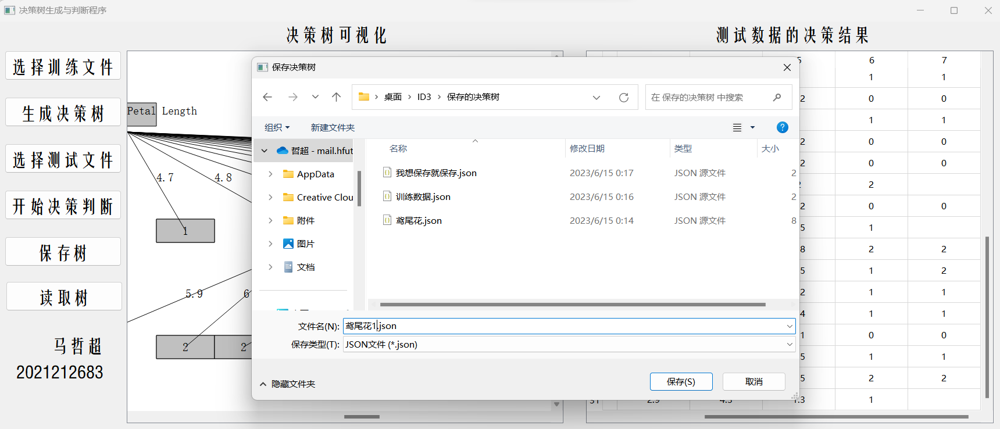 决策树生成与判断程序
决策树可视化
测试数据的决策结果
选择训练文件
生成决策树
选择测试文件
开始决策判断
保存树
读取树
马哲超
2021212683
Petal Length
4.7 4.8
1
5.9 6
2 2
保存决策树
桌面 › ID3 › 保存的决策树
在 保存的决策树 中搜索
组织 新建文件夹
哲超 - mail.hfut
AppData
Creative Clou
附件
图片
文档
名称 修改日期 类型 大小
我想保存就保存.json 2023/6/15 0:17 JSON 源文件 2
训练数据.json 2023/6/15 0:16 JSON 源文件 2
鸢尾花.json 2023/6/15 0:14 JSON 源文件 8
文件名(N): 鸢尾花1.json
保存类型(T): JSON文件 (*.json)
隐藏文件夹
保存(S) 取消
5 6 7
1 1
2 0 0
1 1
2 0 0
2 0 0
2 2
2 0 0
5 1
8 2 2
5 1 2
2 1 1
4 1 1
1 0 0
5 1 1
5 2 2
31 2.9 4.3 1.3 1